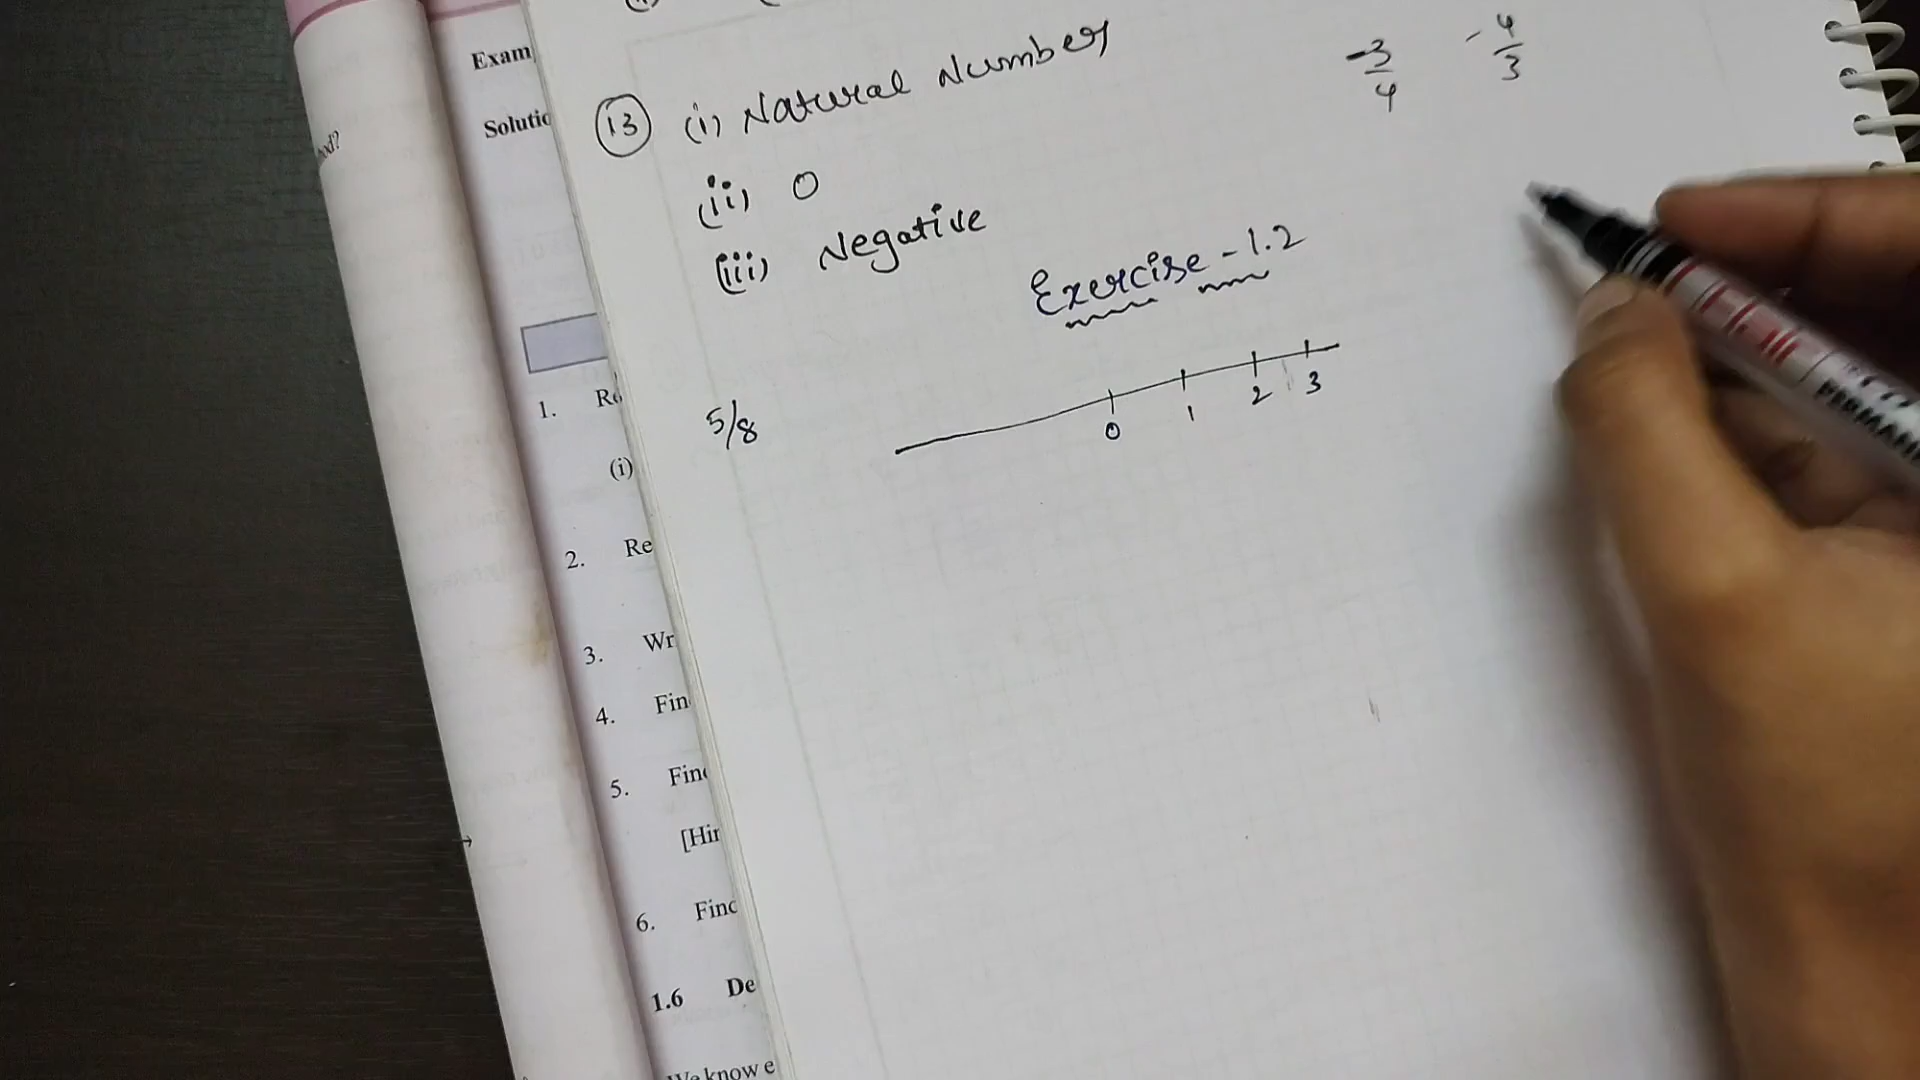 Exam
Solutio
13 (i) Natural Number
-3/4 -4/3
(ii) 0
(iii) Negative
Exercise - 1.2
5/8
0 1 2 3
1.
(i)
2. Re
3. Wr
4. Fin
5. Fin
[Hin
6. Find
1.6 De
We know e